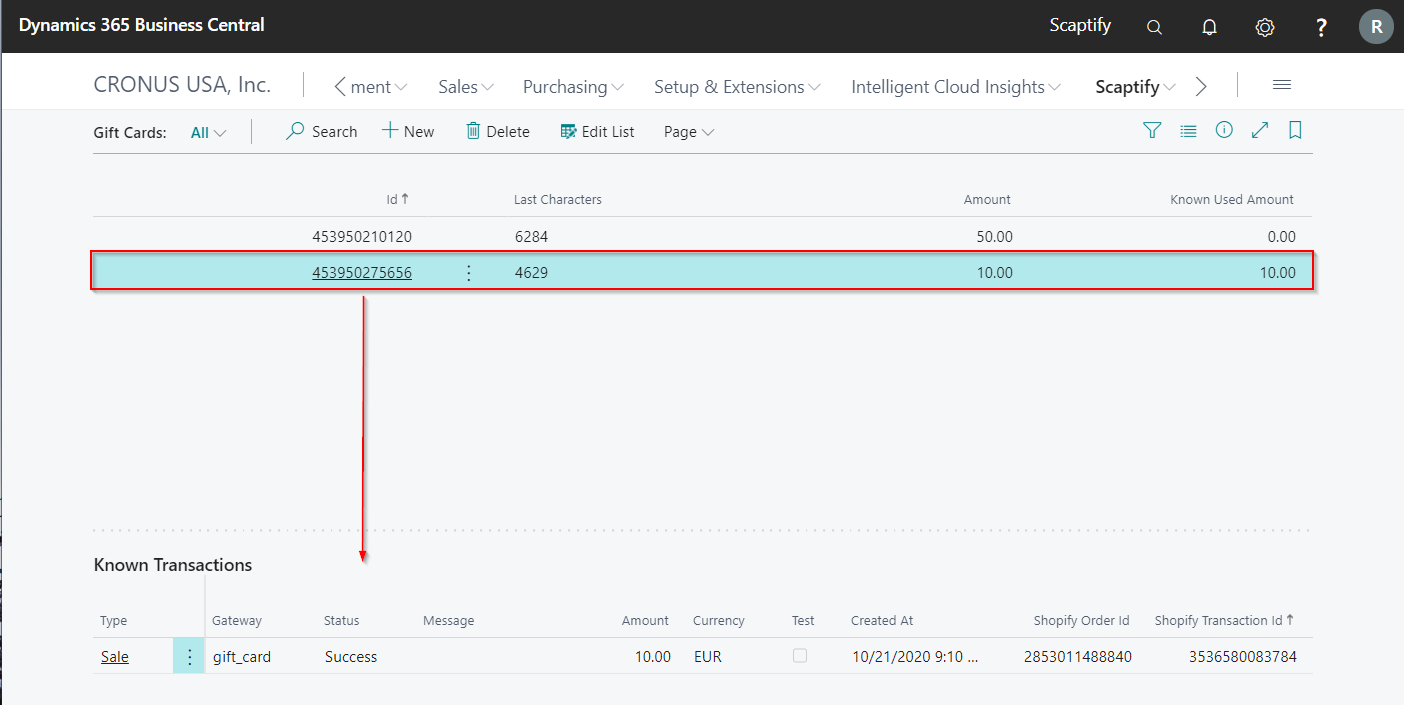 Dynamics 365 Business Central Scaptify ? R
CRONUS USA, Inc. ment Sales Purchasing Setup & Extensions Intelligent Cloud Insights Scaptify
Gift Cards: All Search New Delete Edit List Page
Id ↑ Last Characters Amount Known Used Amount
453950210120 6284 50.00 0.00
453950275656 4629 10.00 10.00
Known Transactions
Type Gateway Status Message Amount Currency Test Created At Shopify Order Id Shopify Transaction Id ↑
Sale gift_card Success 10.00 EUR 10/21/2020 9:10 ... 2853011488840 3536580083784